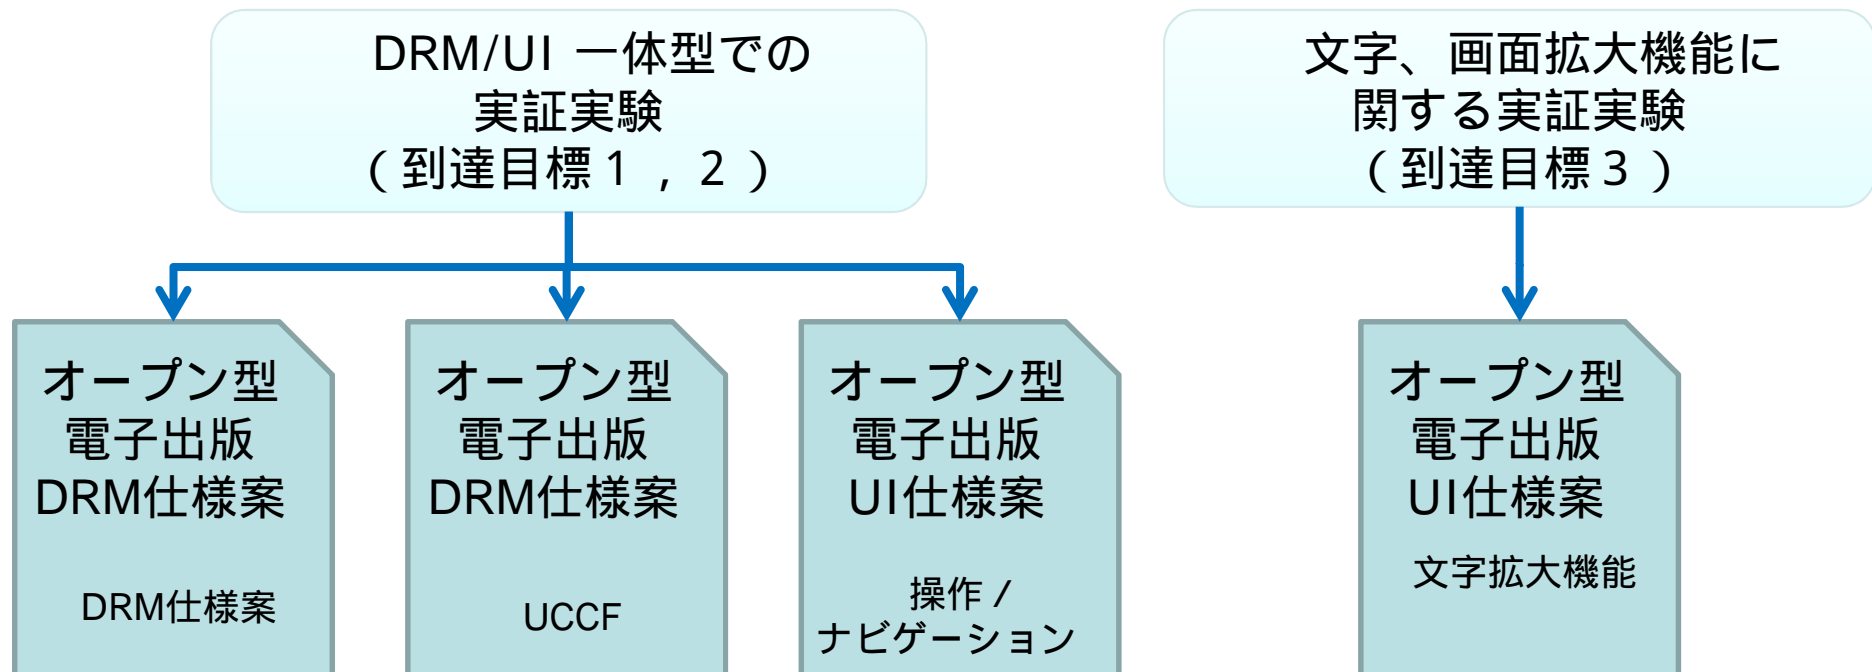 DRM/UI 一体型での
実証実験
（到達目標１，２）
文字、画面拡大機能に
関する実証実験
（到達目標３）
オープン型
電子出版
DRM仕様案
DRM仕様案
オープン型
電子出版
DRM仕様案
UCCF
オープン型
電子出版
UI仕様案
操作／
ナビゲーション
オープン型
電子出版
UI仕様案
文字拡大機能